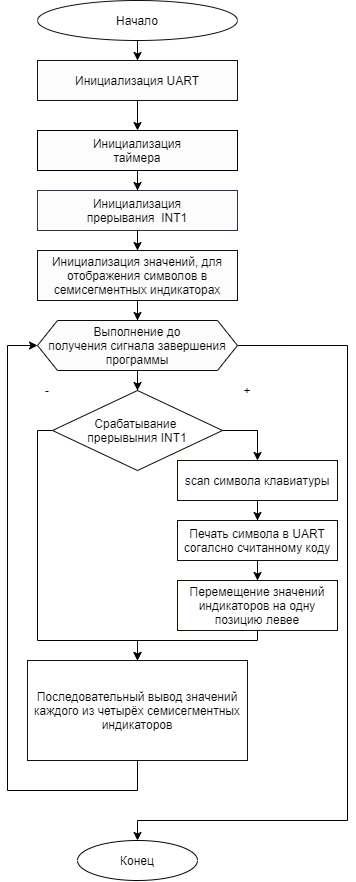 Начало
Инициализация UART
Инициализация
таймера
Инициализация
прерывания INT1
Инициализация значений, для
отображения символов в
семисегментных индикаторах
Выполнение до
получения сигнала завершения
программы
-
+
Срабатывание
прерывыния INT1
scan символа клавиатуры
Печать символа в UART
согалсно считанному коду
Перемещение значений
индикаторов на одну
позицию левее
Последовательный вывод значений
каждого из четырёх семисегментных
индикаторов
Конец